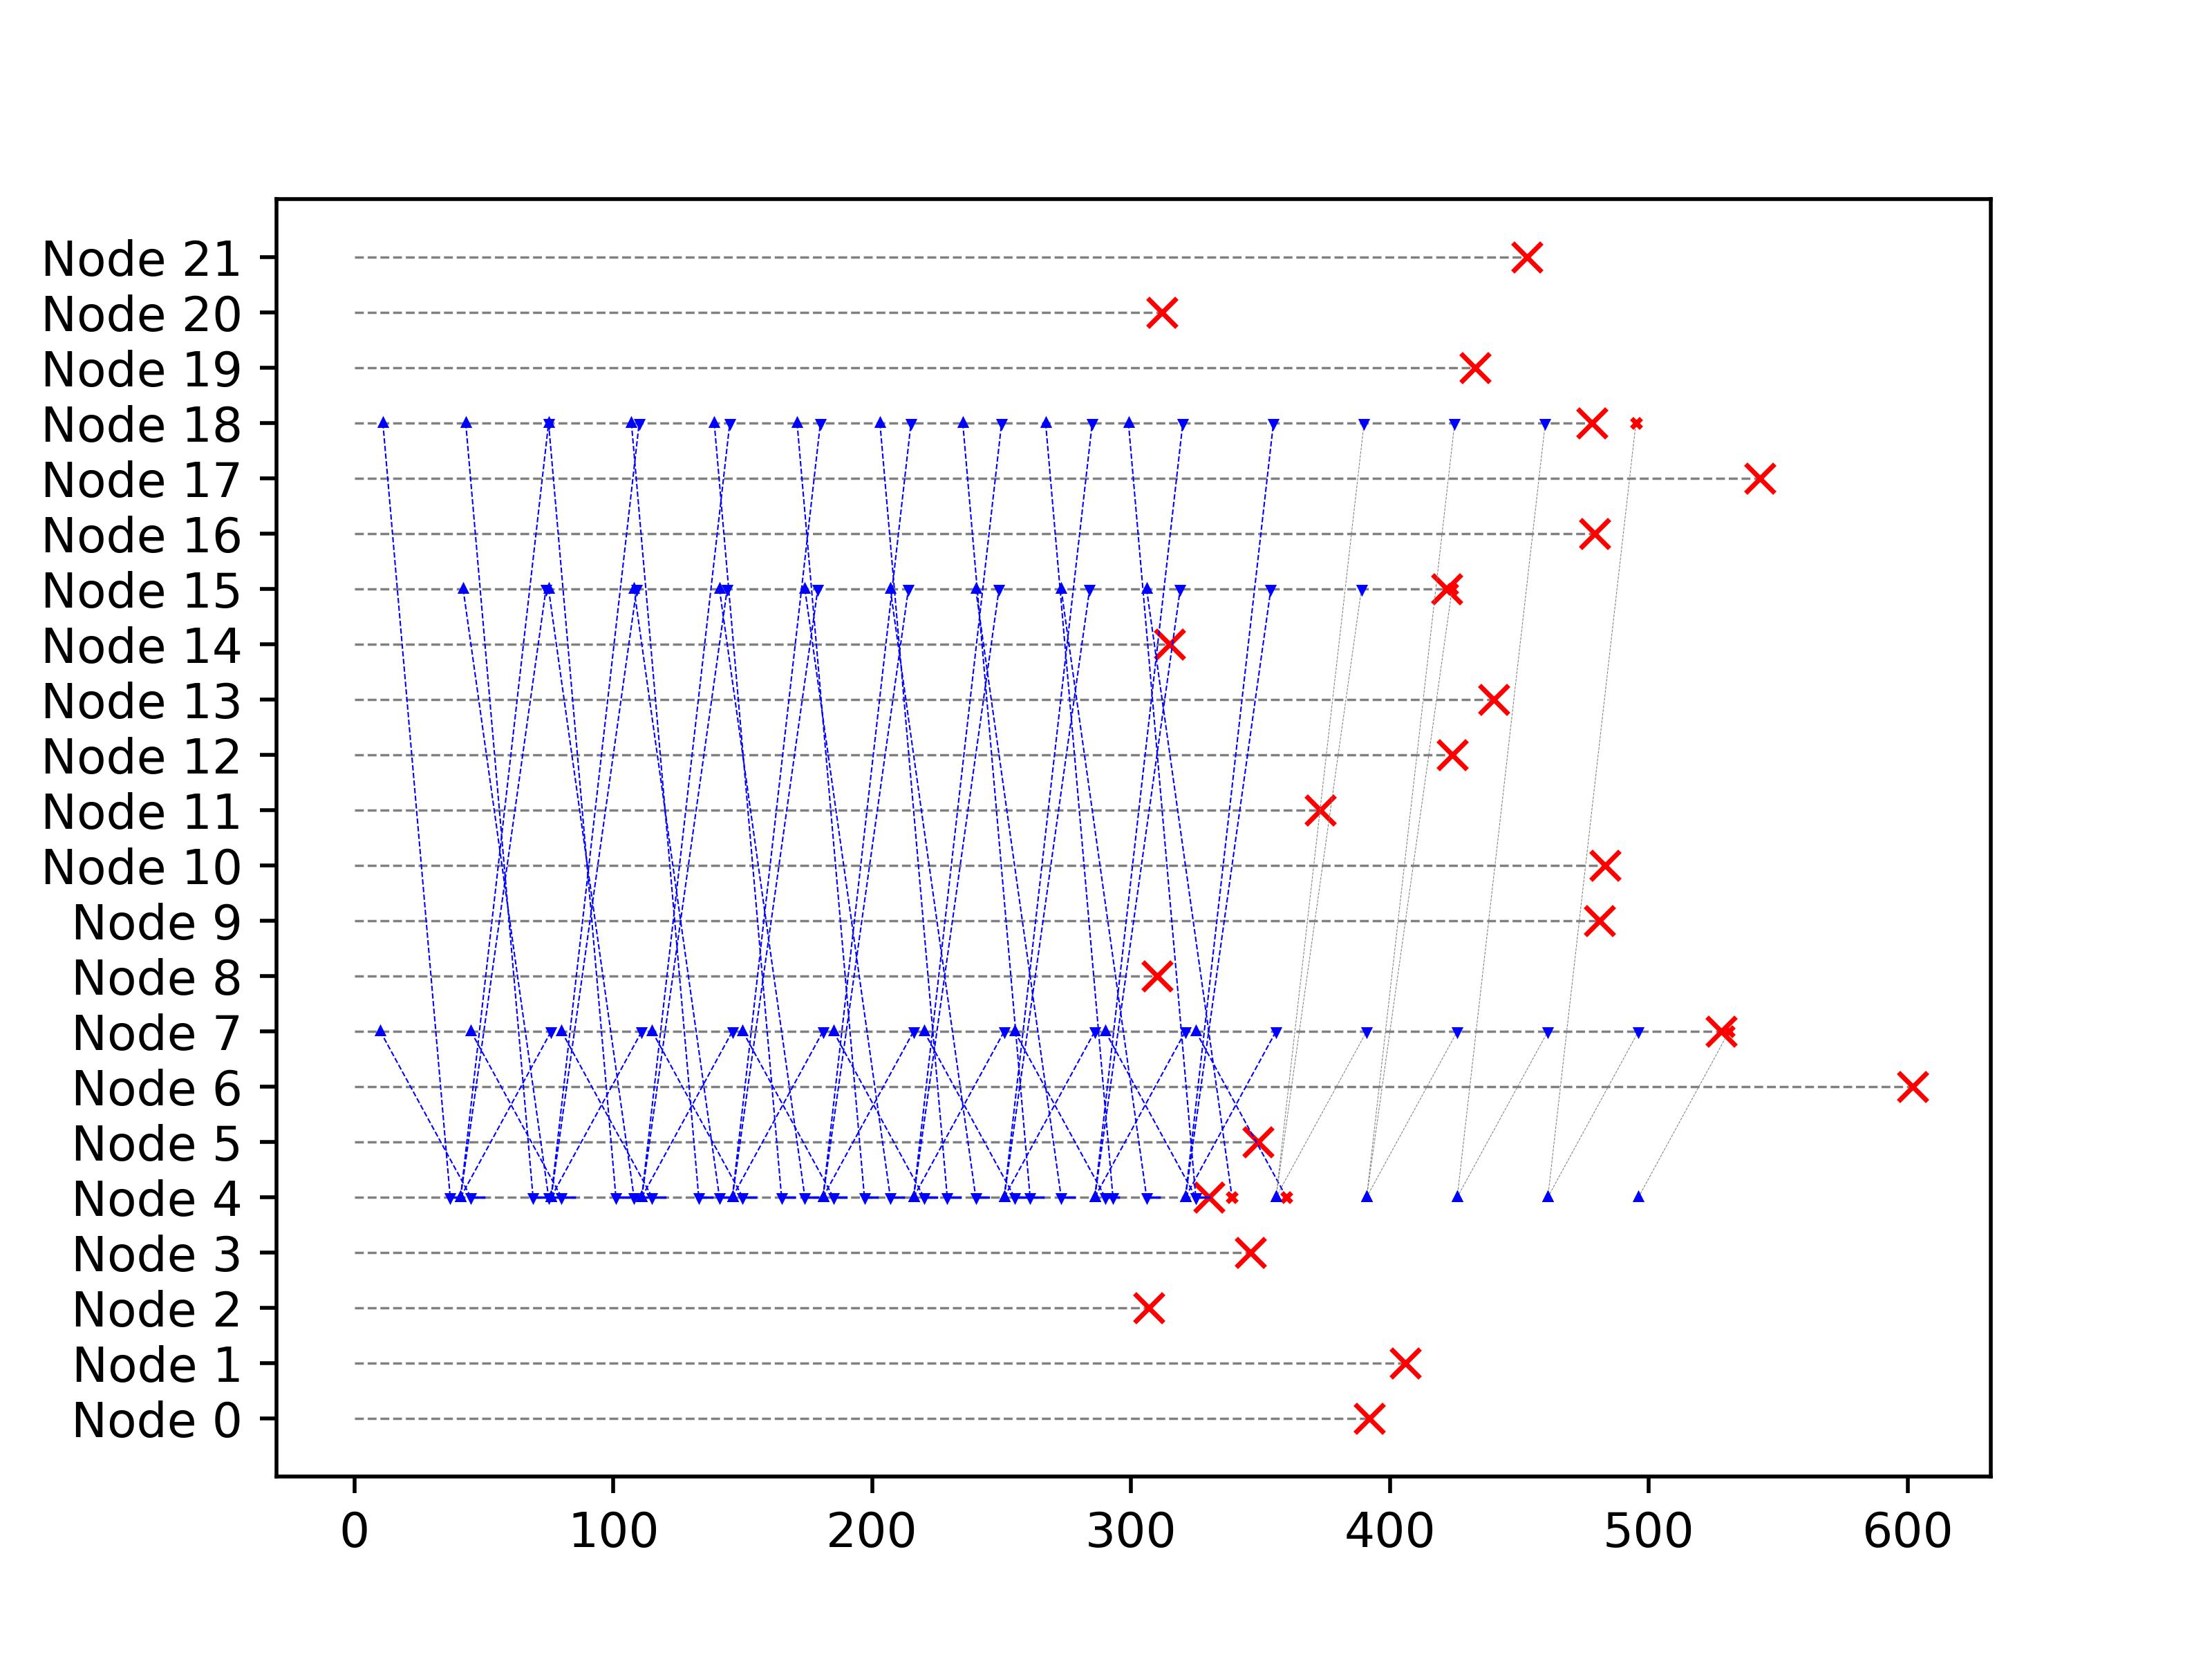 Node 21
Node 20
Node 19
Node 18
Node 17
Node 16
Node 15
Node 14
Node 13
Node 12
Node 11
Node 10
Node 9
Node 8
Node 7
Node 6
Node 5
Node 4
Node 3
Node 2
Node 1
Node 0
0 100 200 300 400 500 600